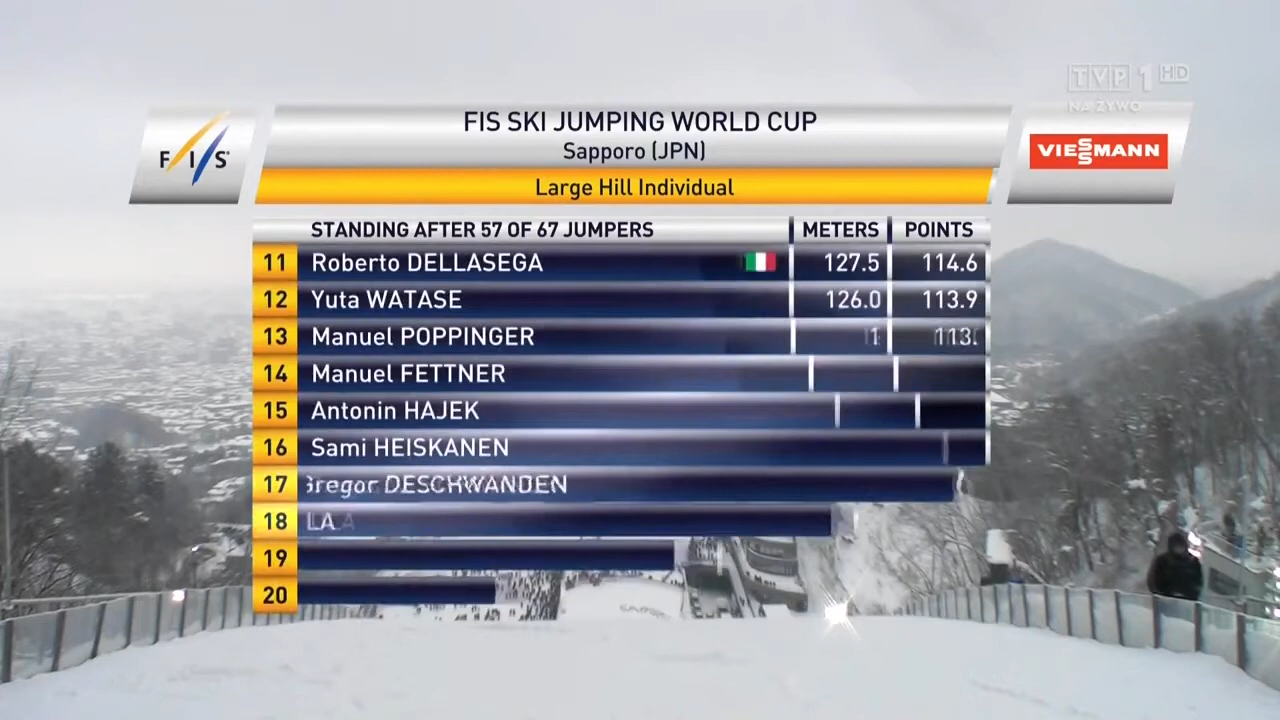 TVP 1 HD
NA ŻYWO
FIS
FIS SKI JUMPING WORLD CUP
VIESSMANN
Sapporo (JPN)
Large Hill Individual
STANDING AFTER 57 OF 67 JUMPERS METERS POINTS
11 Roberto DELLASEGA 127.5 114.6
12 Yuta WATASE 126.0 113.9
13 Manuel POPPINGER
14 Manuel FETTNER
15 Antonin HAJEK
16 Sami HEISKANEN
17 Gregor DESCHWANDEN
18
19
20